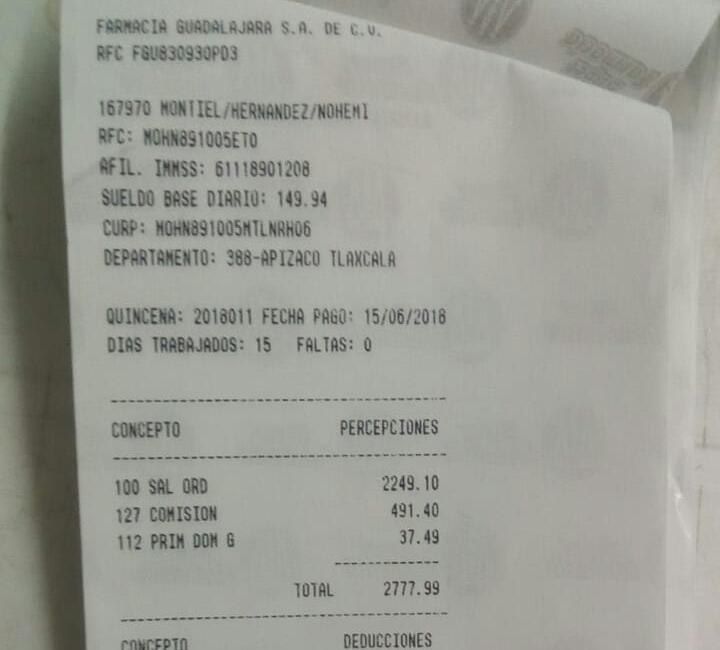 FARMACIA GUADALAJARA S.A. DE C.V.
RFC FGU830930PD3
167970 MONTIEL/HERNANDEZ/NOHEMI
RFC: MOHN891005ET0
AFIL. IMMSS: 61118901208
SUELDO BASE DIARIO: 149.94
CURP: MOHN891005MTLNRH06
DEPARTAMENTO: 388-APIZACO TLAXCALA
QUINCENA: 2018011 FECHA PAGO: 15/06/2018
DIAS TRABAJADOS: 15 FALTAS: 0
CONCEPTO PERCEPCIONES
100 SAL ORD 2249.10
127 COMISION 491.40
112 PRIM DOM G 37.49
TOTAL 2777.99
CONCEPTO DEDUCCIONES